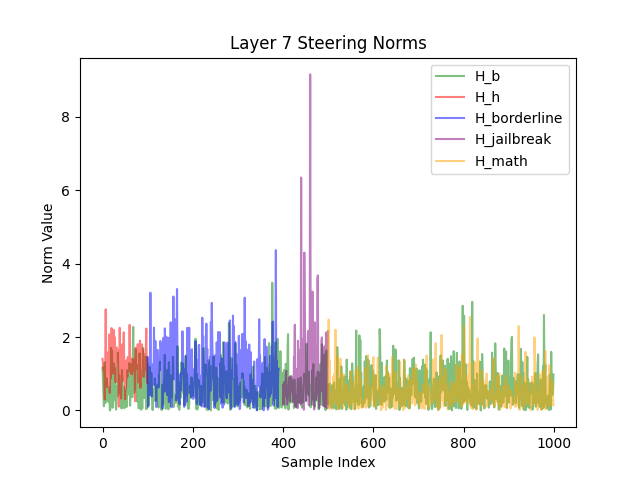 Layer 7 Steering Norms
H_b
H_h
H_borderline
H_jailbreak
H_math
Norm Value
8
6
4
2
0
0 200 400 600 800 1000
Sample Index